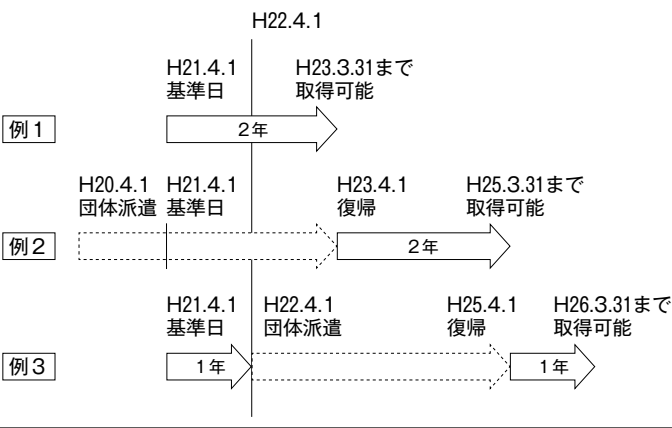 H22.4.1
H21.4.1 H23.3.31まで
基準日 取得可能
例1 2年
H20.4.1 H21.4.1 H23.4.1 H25.3.31まで
団体派遣 基準日 復帰 取得可能
例2 2年
H21.4.1 H22.4.1 H25.4.1 H26.3.31まで
基準日 団体派遣 復帰 取得可能
例3 1年 1年